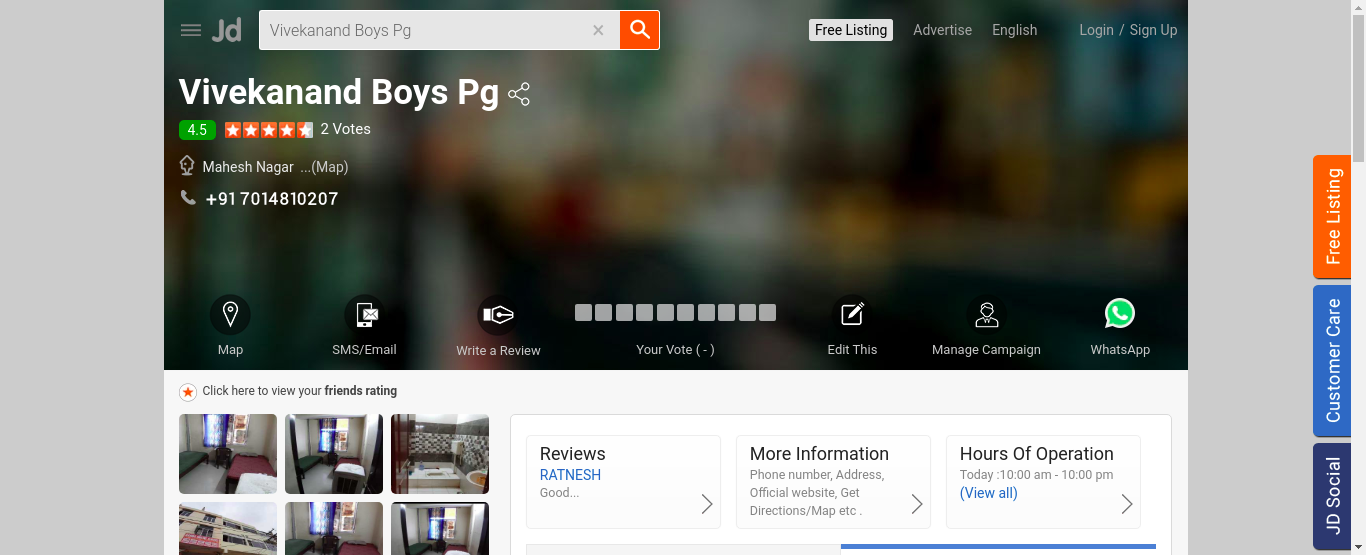 Jd
Vivekanand Boys Pg
Free Listing
Advertise
English
Login / Sign Up
Vivekanand Boys Pg
4.5
2 Votes
Mahesh Nagar ...(Map)
+91 7014810207
Map
SMS/Email
Write a Review
Your Vote ( - )
Edit This
Manage Campaign
WhatsApp
Free Listing
Customer Care
JD Social
Click here to view your friends rating
Reviews
RATNESH
Good...
More Information
Phone number, Address,
Official website, Get
Directions/Map etc .
Hours Of Operation
Today :10:00 am - 10:00 pm
(View all)